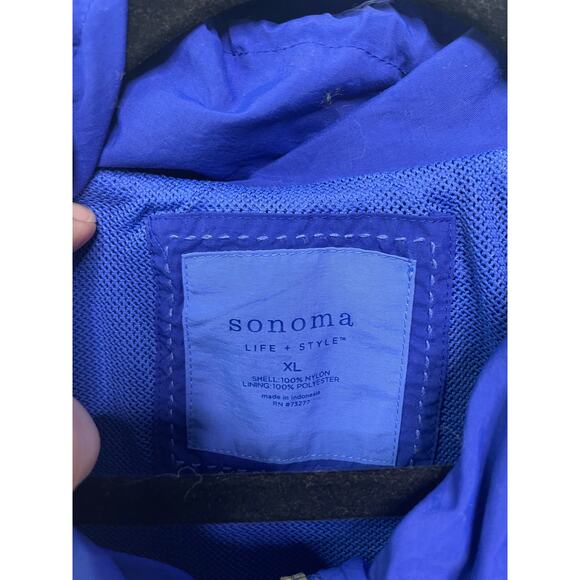 sonoma
LIFE + STYLE™
XL
SHELL: 100% NYLON
LINING: 100% POLYESTER
made in indonesia
RN #73277